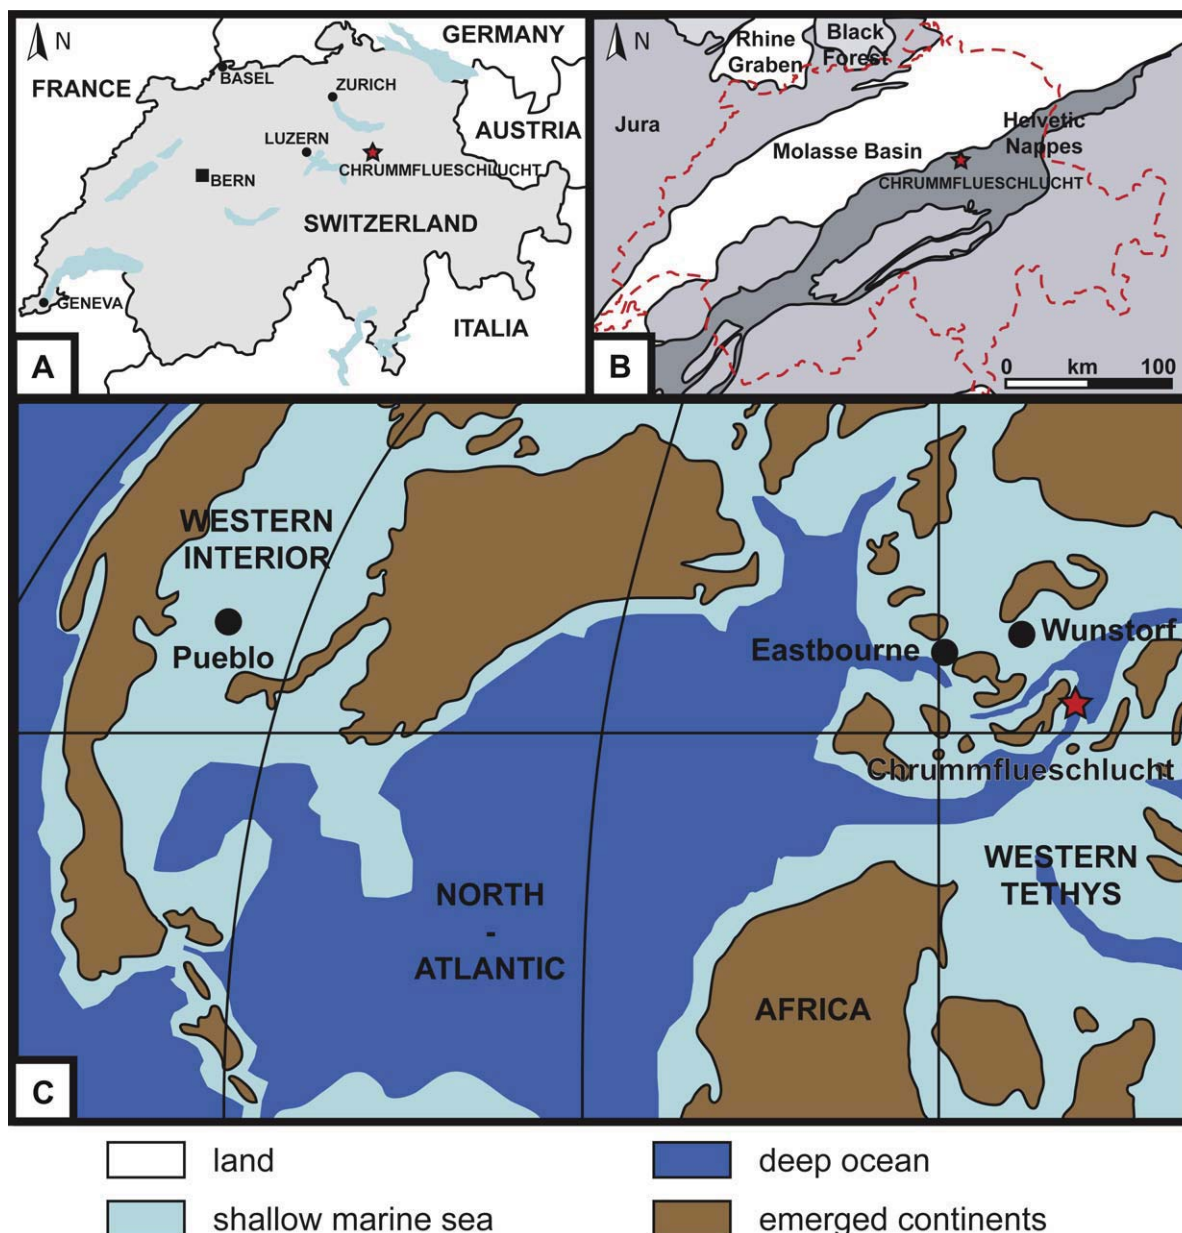 N
GERMANY
FRANCE
BASEL
ZURICH
AUSTRIA
LUZERN
CHRUMMFLUESCHLUCHT
BERN
SWITZERLAND
GENEVA
ITALIA
A
N
Rhine
Graben
Black
Forest
Jura
Helvetic
Nappes
Molasse Basin
CHRUMMFLUESCHLUCHT
0 km 100
B
WESTERN
INTERIOR
Pueblo
Eastbourne
Wunstorf
Chrummflueschlucht
WESTERN
TETHYS
NORTH
-
ATLANTIC
AFRICA
C
land
deep ocean
shallow marine sea
emerged continents